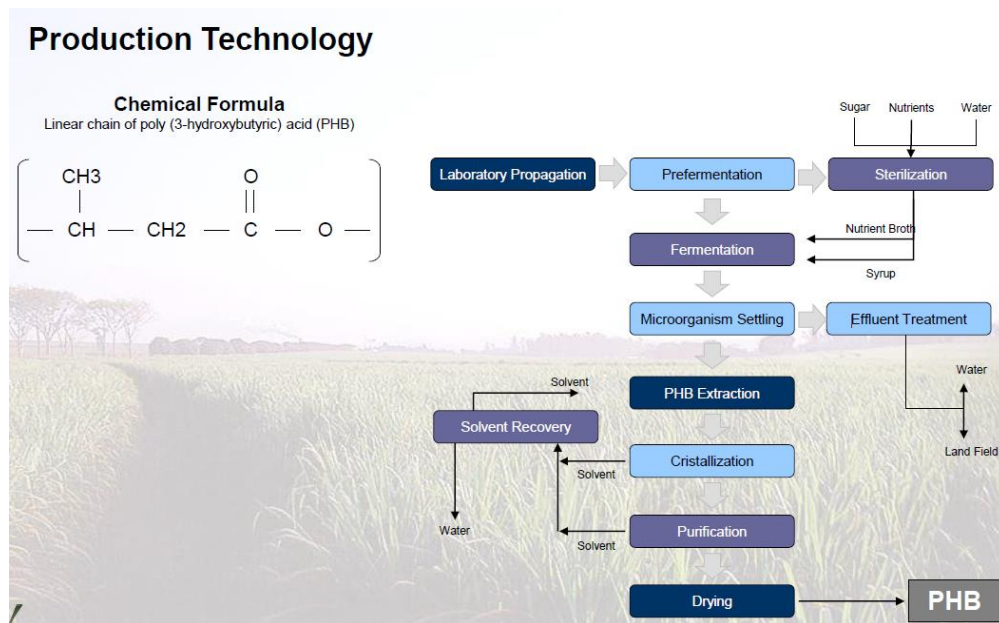 Production Technology
Chemical Formula
Linear chain of poly (3-hydroxybutyric) acid (PHB)
CH3 O
CH CH2 C O
Sugar Nutrients Water
Laboratory Propagation Prefermentation Sterilization
Nutrient Broth
Fermentation
Syrup
Microorganism Settling Effluent Treatment
Water
Solvent
PHB Extraction
Solvent Recovery
Land Field
Cristallization
Solvent
Water
Purification
Solvent
Drying PHB